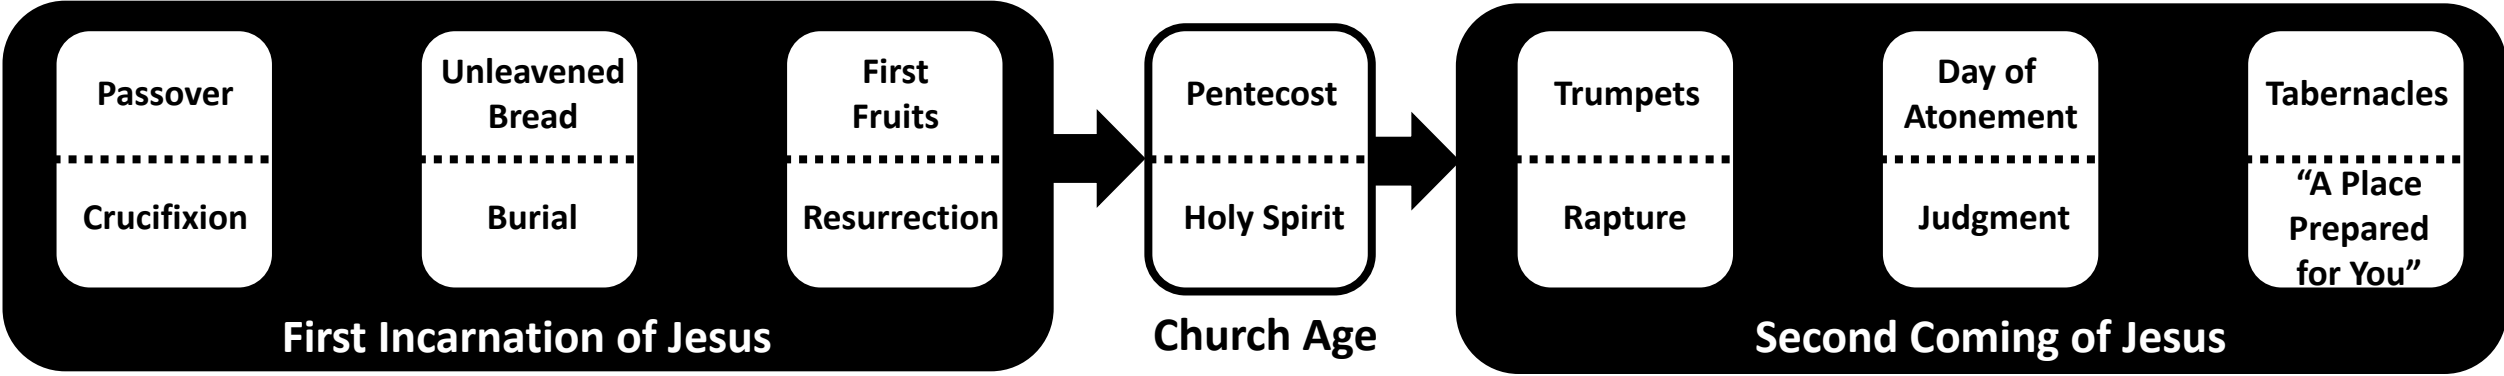 Passover
Crucifixion
Unleavened
Bread
Burial
First
Fruits
Resurrection
First Incarnation of Jesus
Pentecost
Holy Spirit
Church Age
Trumpets
Rapture
Day of
Atonement
Judgment
Tabernacles
“A Place
Prepared
for You”
Second Coming of Jesus